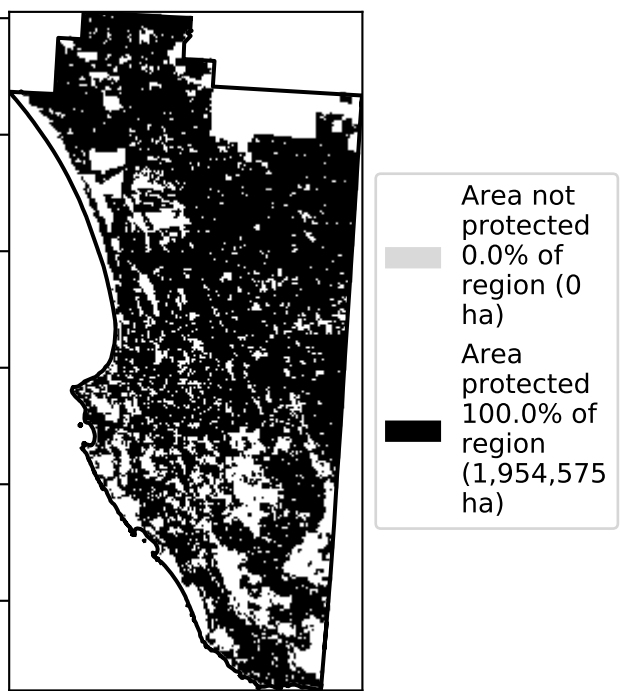 Area not
protected
0.0% of
region (0
ha)
Area
protected
100.0% of
region
(1,954,575
ha)